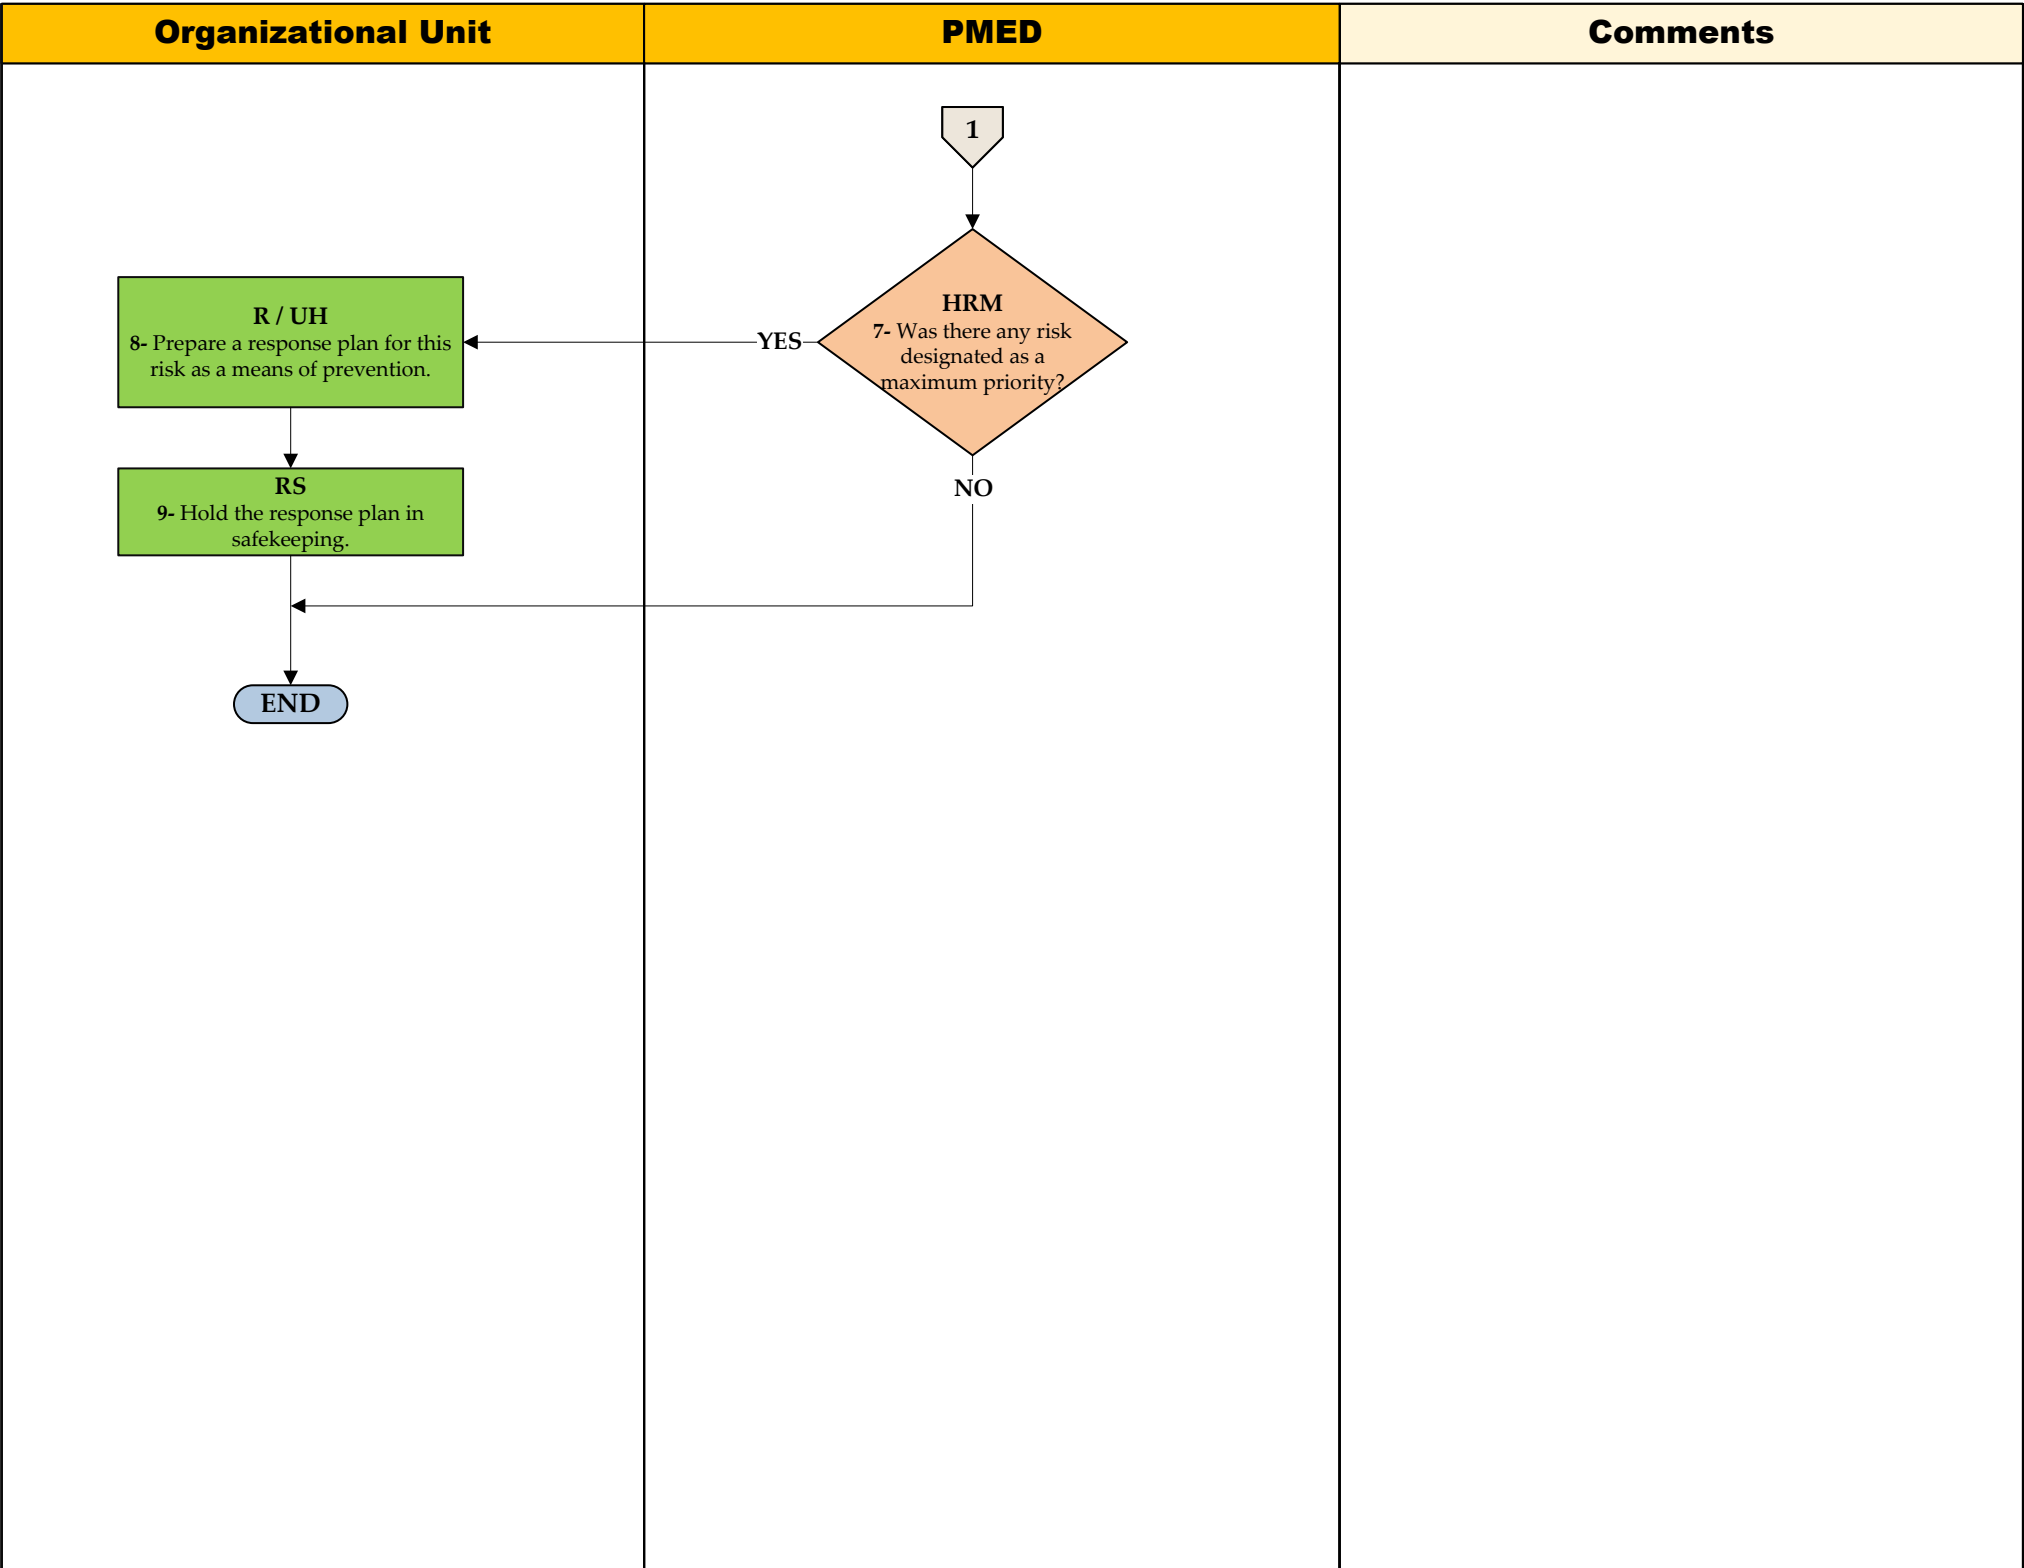 Organizational Unit
PMED
Comments
1
HRM
7- Was there any risk
designated as a
maximum priority?
YES
R / UH
8- Prepare a response plan for this
risk as a means of prevention.
NO
RS
9- Hold the response plan in
safekeeping.
END